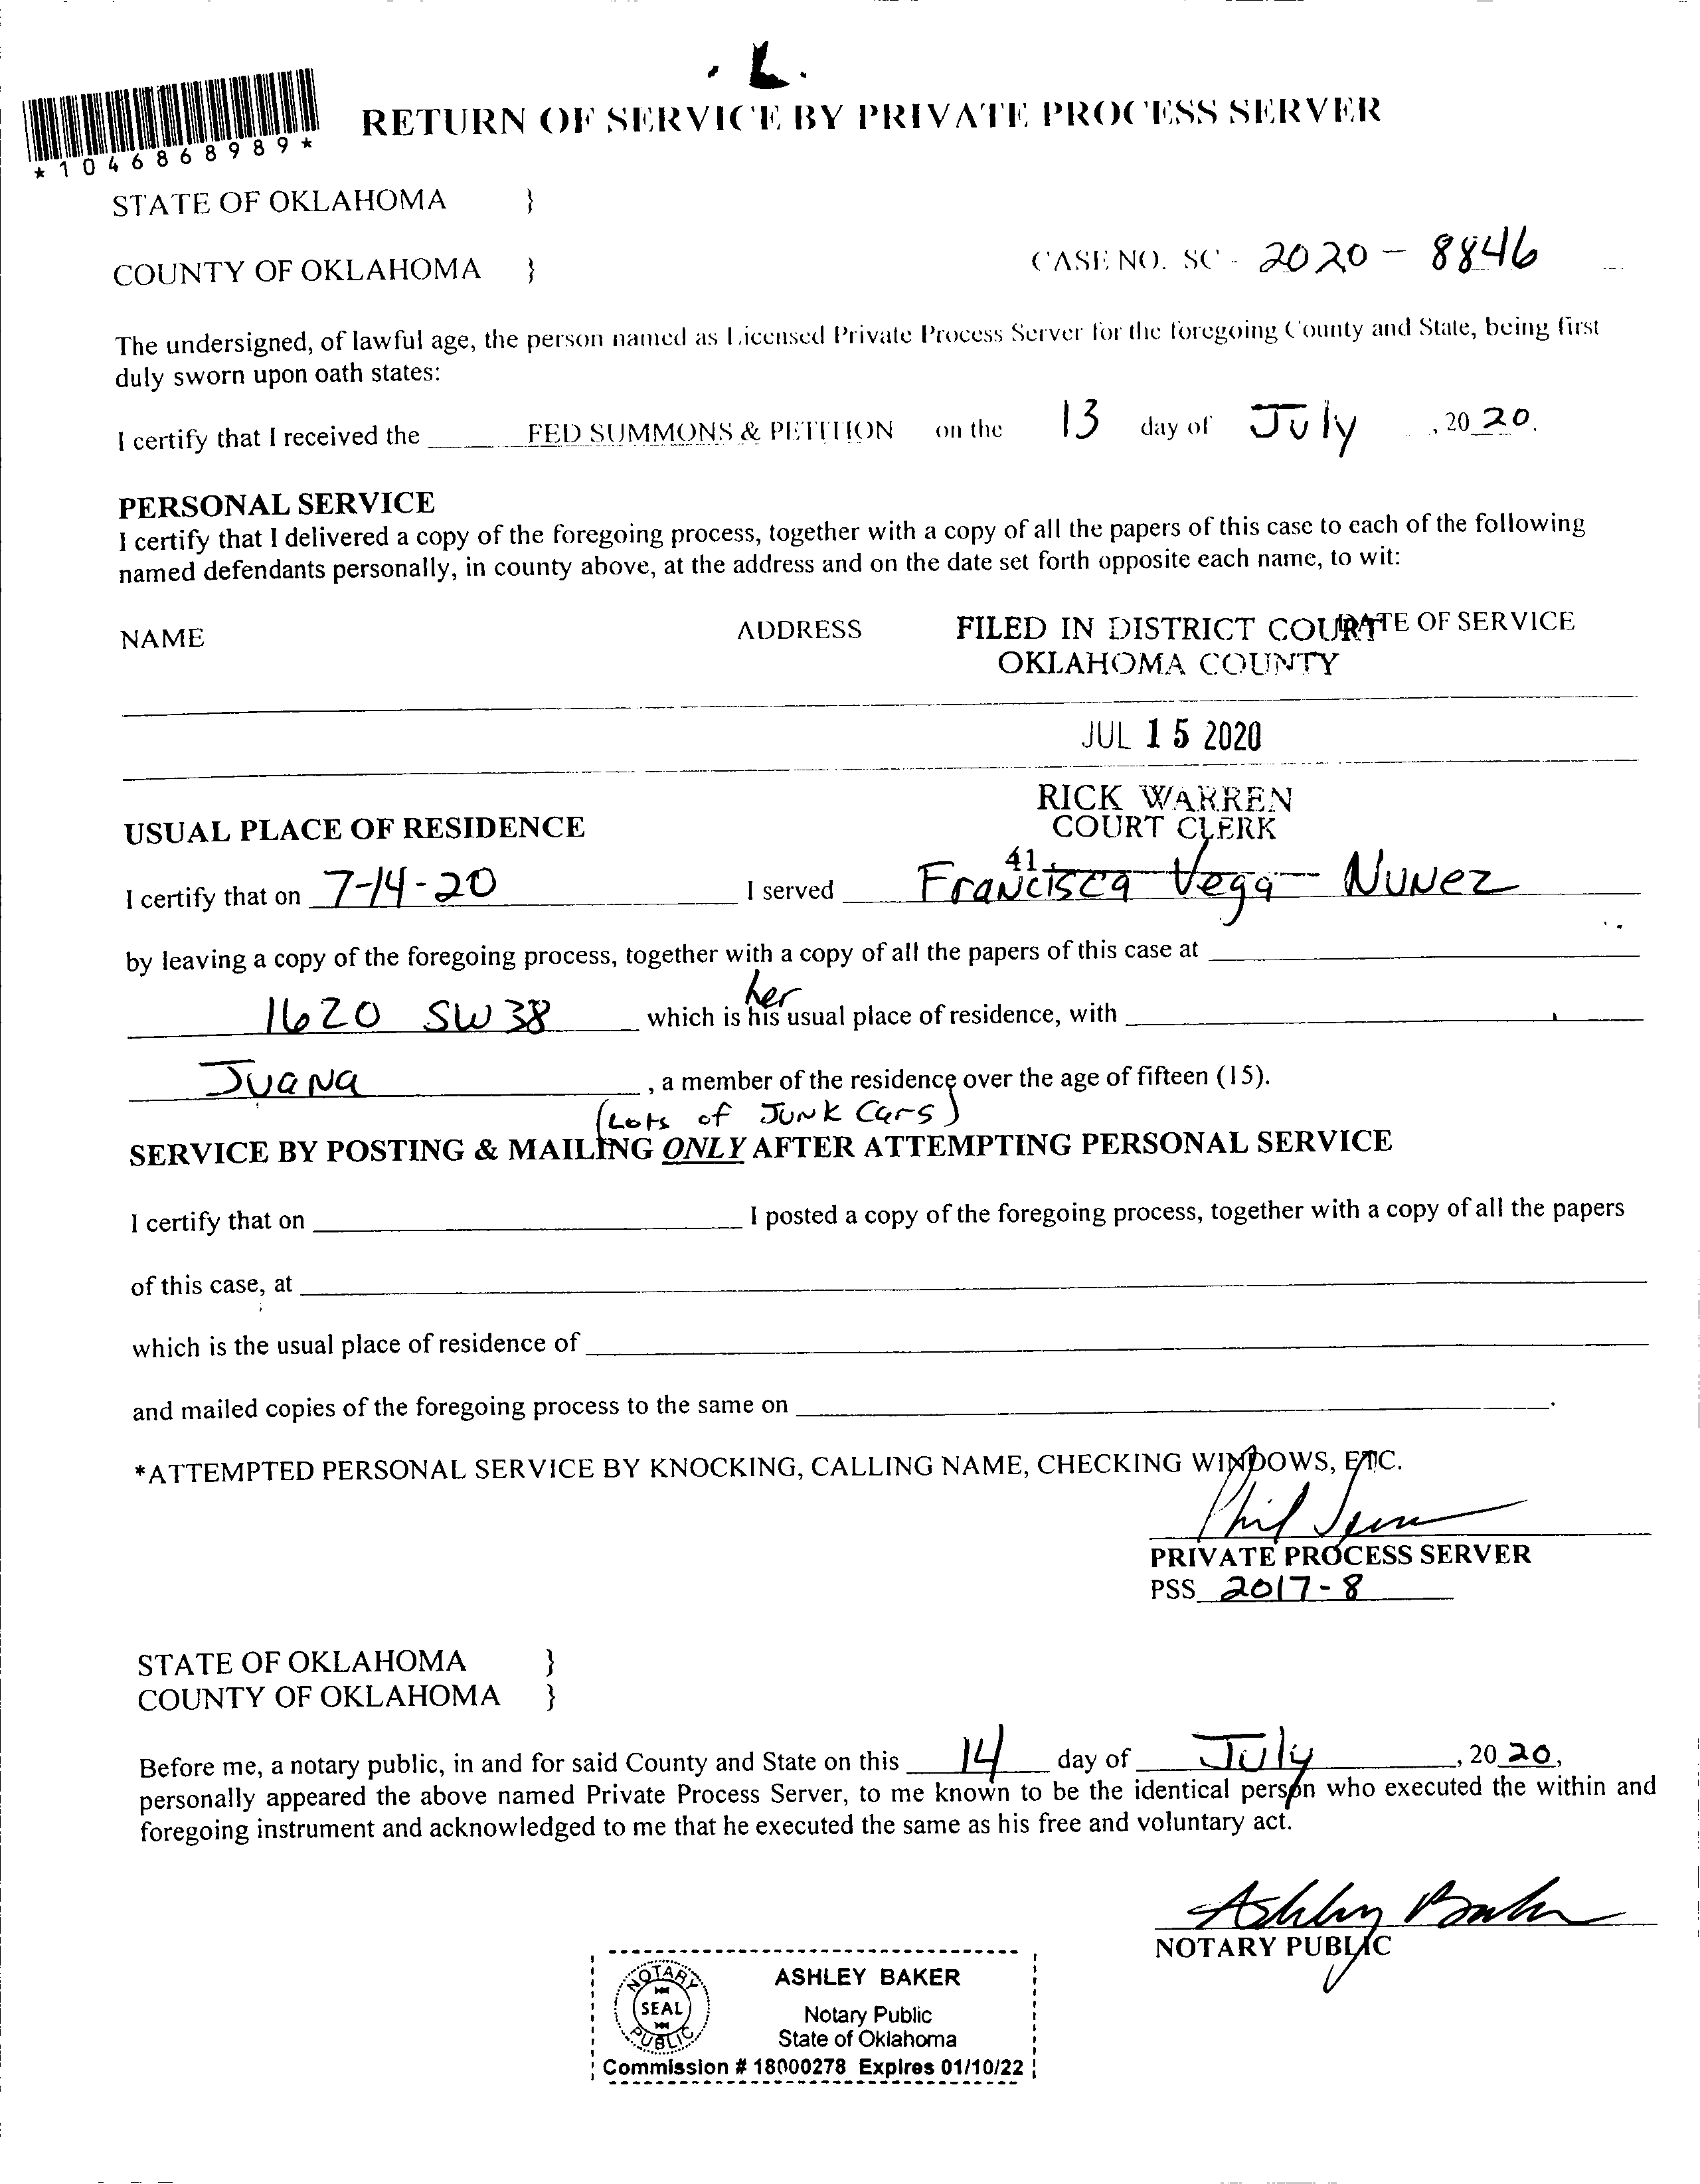 L.
RETURN OF SERVICE BY PRIVATE PROCESS SERVER
*1046868989*
STATE OF OKLAHOMA }
COUNTY OF OKLAHOMA } CASE NO. SC - 2020 - 8846
The undersigned, of lawful age, the person named as Licensed Private Process Server for the foregoing County and State, being first
duly sworn upon oath states:
I certify that I received the FED SUMMONS & PETITION on the 13 day of July , 20 20.
PERSONAL SERVICE
I certify that I delivered a copy of the foregoing process, together with a copy of all the papers of this case to each of the following
named defendants personally, in county above, at the address and on the date set forth opposite each name, to wit:
NAME ADDRESS DATE OF SERVICE
FILED IN DISTRICT COURT
OKLAHOMA COUNTY
JUL 15 2020
RICK WARREN
COURT CLERK
41
USUAL PLACE OF RESIDENCE
I certify that on 7-14-20 I served Francisca Vega Nunez
by leaving a copy of the foregoing process, together with a copy of all the papers of this case at
her
1620 SW 38 which is his usual place of residence, with
Juana , a member of the residence over the age of fifteen (15).
(Lots of Junk Cars)
SERVICE BY POSTING & MAILING ONLY AFTER ATTEMPTING PERSONAL SERVICE
I certify that on I posted a copy of the foregoing process, together with a copy of all the papers
of this case, at
which is the usual place of residence of
and mailed copies of the foregoing process to the same on .
*ATTEMPTED PERSONAL SERVICE BY KNOCKING, CALLING NAME, CHECKING WINDOWS, ETC.
Phil
PRIVATE PROCESS SERVER
PSS 2017-8
STATE OF OKLAHOMA }
COUNTY OF OKLAHOMA }
Before me, a notary public, in and for said County and State on this 14 day of July , 20 20,
personally appeared the above named Private Process Server, to me known to be the identical person who executed the within and
foregoing instrument and acknowledged to me that he executed the same as his free and voluntary act.
Ashley Baker
NOTARY PUBLIC
NOTARY
SEAL
PUBLIC
ASHLEY BAKER
Notary Public
State of Oklahoma
Commission # 18000278 Expires 01/10/22